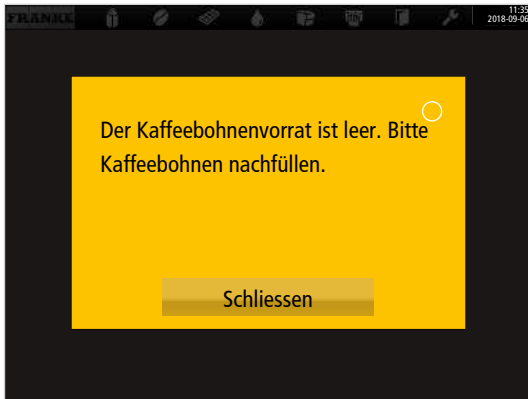 FRANKE
11:35
2018-09-06
Der Kaffeebohnenvorrat ist leer. Bitte
Kaffeebohnen nachfüllen.
Schliessen